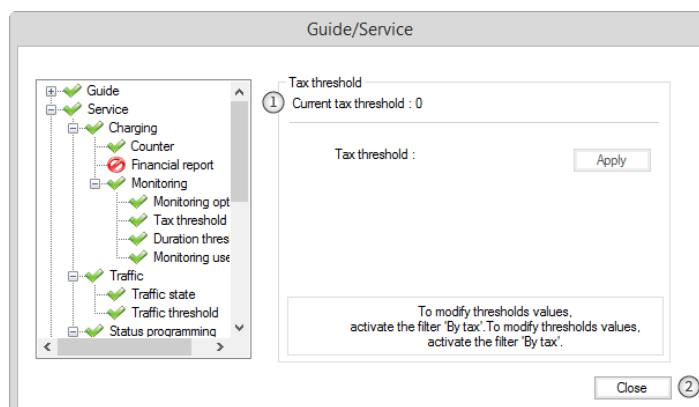 Guide/Service
Guide
Service
Charging
Counter
Financial report
Monitoring
Monitoring opt
Tax threshold
Duration thres
Monitoring use
Traffic
Traffic state
Traffic threshold
Status programming
Tax threshold
1 Current tax threshold : 0
Tax threshold : Apply
To modify thresholds values,
activate the filter 'By tax'.To modify thresholds values,
activate the filter 'By tax'.
Close 2